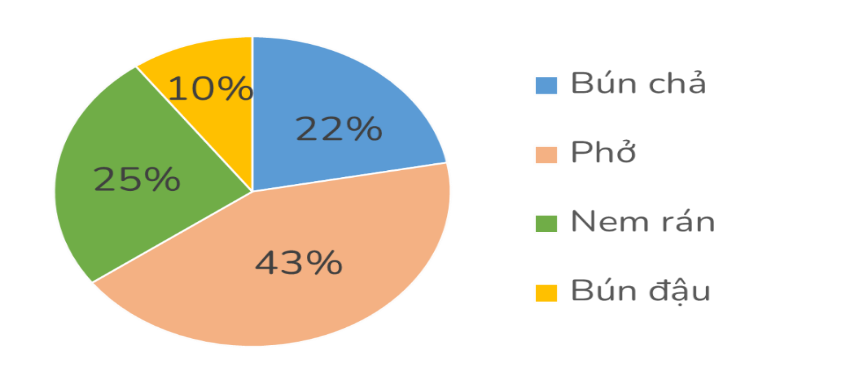 10%
22%
25%
43%
Bún chả
Phở
Nem rán
Bún đậu